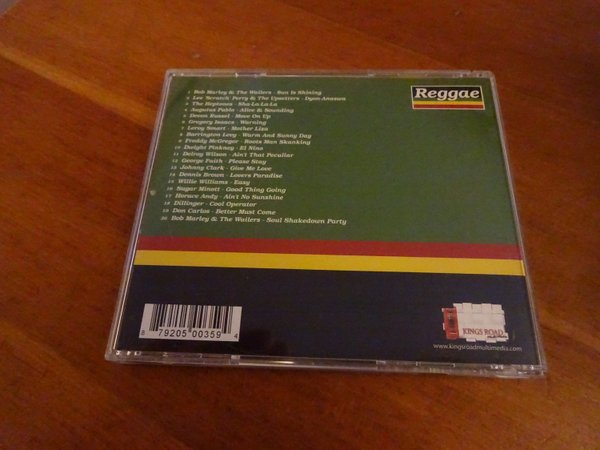 Reggae
1 Bob Marley & The Wailers - Sun Is Shining
2 Lee 'Scratch' Perry & The Upsetters - Dyon-Anaswa
3 The Heptones - Sha-La-La-La
4 Augutus Pablo - Alice & Sounding
5 Devon Russel - Move On Up
6 Gregory Isaacs - Warning
7 Leroy Smart - Mother Liza
8 Barrington Levy - Warm And Sunny Day
9 Freddy McGregor - Roots Man Skanking
10 Dwight Pinkney - El Nino
11 Delroy Wilson - Ain't That Peculiar
12 George Faith - Please Stay
13 Johnny Clark - Give Me Love
14 Dennis Brown - Lovers Paradise
15 Willie Williams - Easy
16 Sugar Minott - Good Thing Going
17 Horace Andy - Ain't No Sunshine
18 Dillinger - Cool Operator
19 Don Carlos - Better Must Come
20 Bob Marley & The Wailers - Soul Shakedown Party
8 79205 00359 4
KINGS ROAD
www.kingsroadmultimedia.com